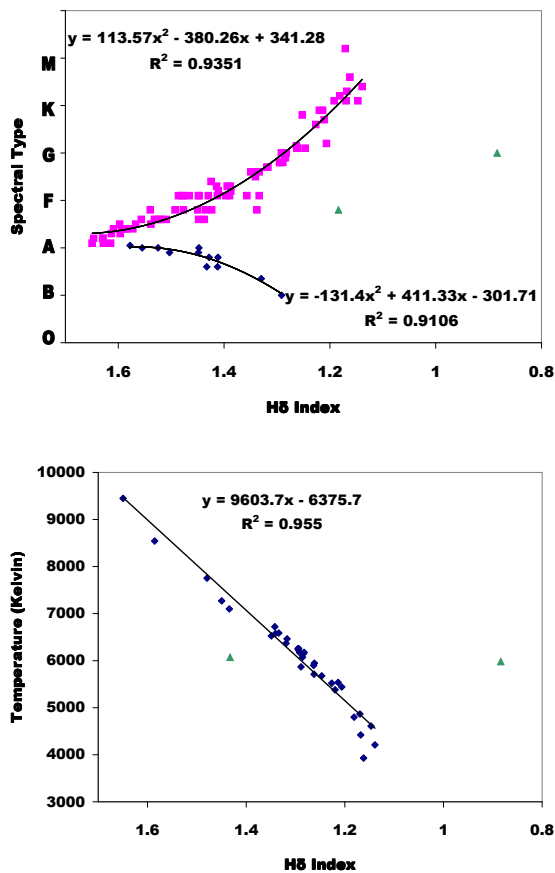 y = 113.57x² - 380.26x + 341.28
R² = 0.9351
M
K
G
F
A
B
O
Spectral Type
y = -131.4x² + 411.33x - 301.71
R² = 0.9106
1.6 1.4 1.2 1 0.8
Hδ Index
10000
9000
8000
7000
6000
5000
4000
3000
Temperature (Kelvin)
y = 9603.7x - 6375.7
R² = 0.955
1.6 1.4 1.2 1 0.8
Hδ Index